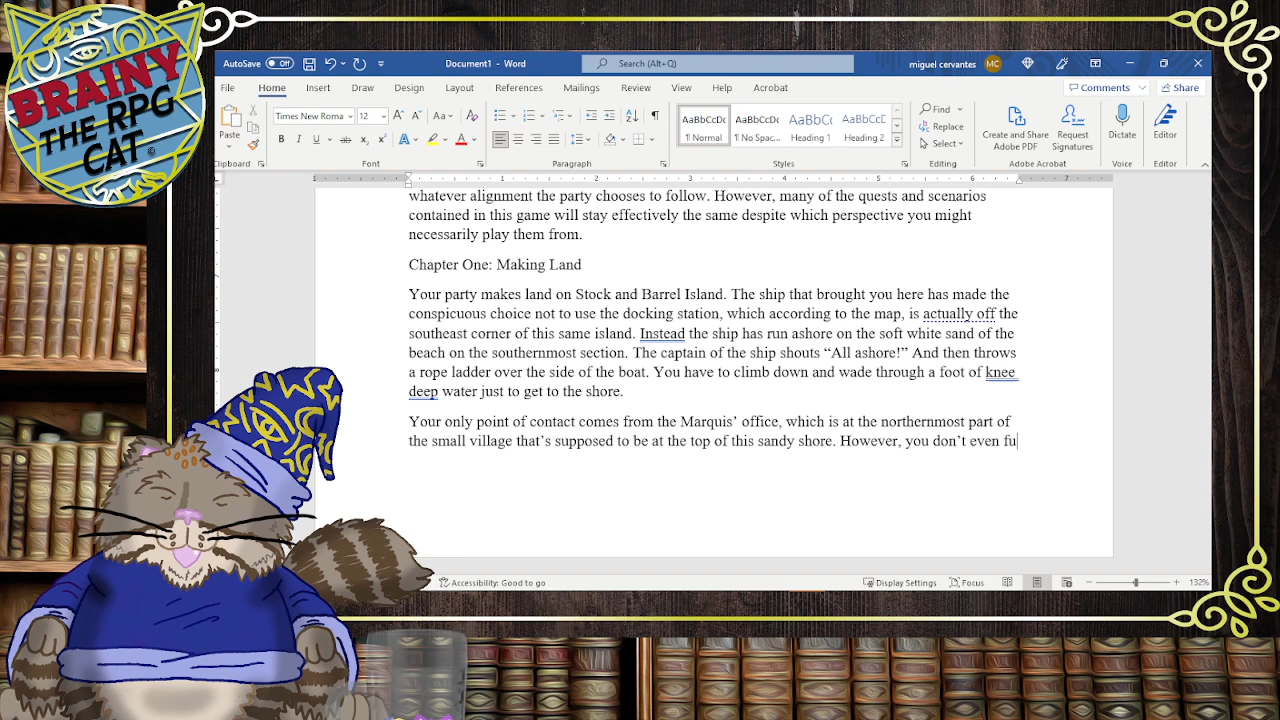 BRAINY
THE RPG
CAT
©
AutoSave Off Document1 - Word Search (Alt+Q) miguel cervantes MC
File Home Insert Draw Design Layout References Mailings Review View Help Acrobat Comments Share
Times New Roma 12 AaBbCcDc AaBbCcDc AaBbCc AaBbCcC Find
Paste ¶ Normal ¶ No Spac... Heading 1 Heading 2 Replace
Select
Create and Share Adobe PDF Request Signatures Dictate Editor
Clipboard Font Paragraph Styles Editing Adobe Acrobat Voice Editor
1 1 2 3 4 5 6 7
whatever alignment the party chooses to follow. However, many of the quests and scenarios
contained in this game will stay effectively the same despite which perspective you might
necessarily play them from.
Chapter One: Making Land
Your party makes land on Stock and Barrel Island. The ship that brought you here has made the
conspicuous choice not to use the docking station, which according to the map, is actually off the
southeast corner of this same island. Instead the ship has run ashore on the soft white sand of the
beach on the southernmost section. The captain of the ship shouts “All ashore!” And then throws
a rope ladder over the side of the boat. You have to climb down and wade through a foot of knee
deep water just to get to the shore.
Your only point of contact comes from the Marquis’ office, which is at the northernmost part of
the small village that’s supposed to be at the top of this sandy shore. However, you don’t even fu
Accessibility: Good to go Display Settings Focus 132%